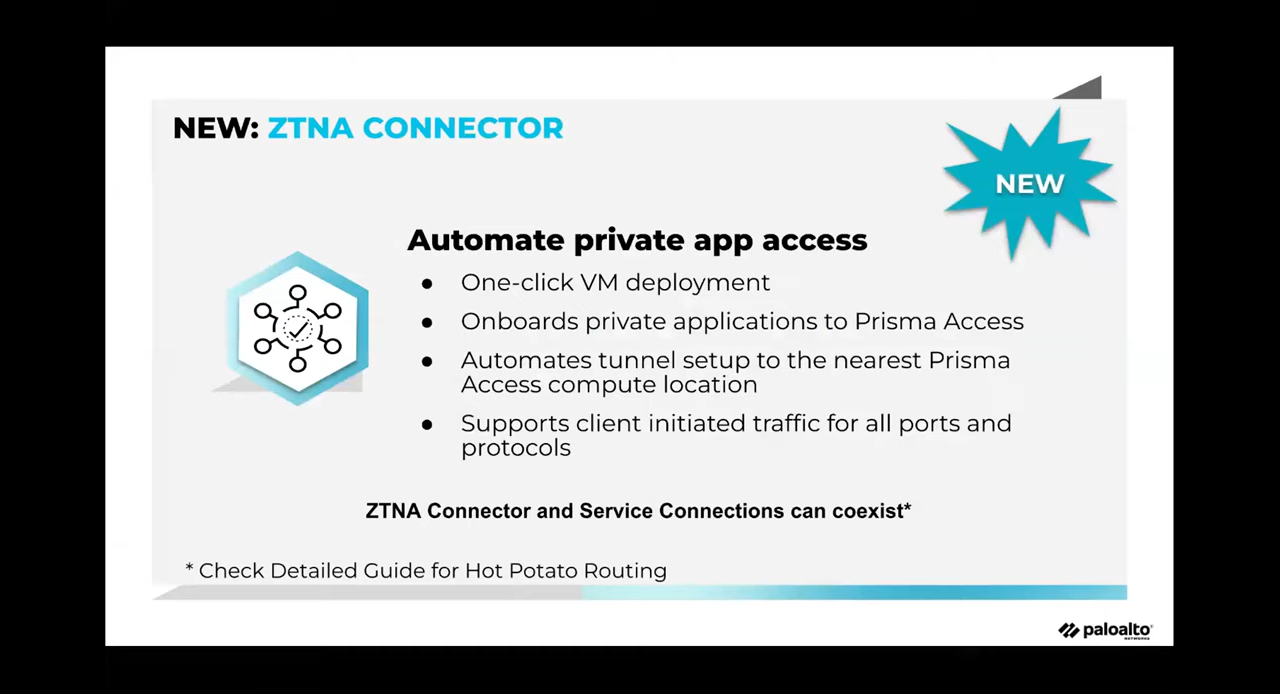 NEW: ZTNA CONNECTOR
NEW
Automate private app access
● One-click VM deployment
● Onboards private applications to Prisma Access
● Automates tunnel setup to the nearest Prisma
Access compute location
● Supports client initiated traffic for all ports and
protocols
ZTNA Connector and Service Connections can coexist*
* Check Detailed Guide for Hot Potato Routing
paloalto
NETWORKS